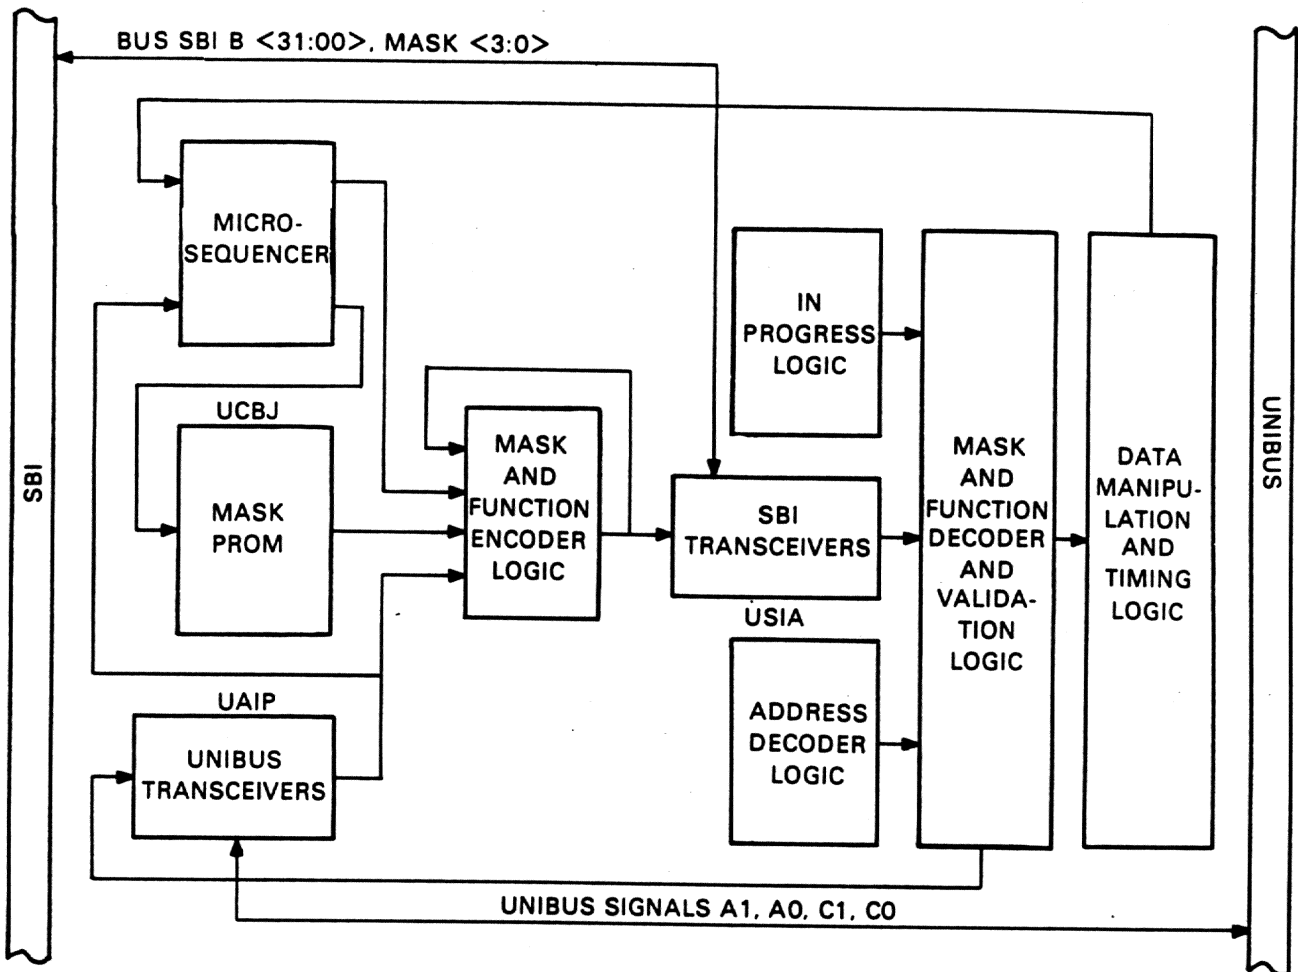 BUS SBI B <31:00>, MASK <3:0>
SBI
MICRO-
SEQUENCER
UCBJ
MASK
PROM
UAIP
UNIBUS
TRANSCEIVERS
MASK
AND
FUNCTION
ENCODER
LOGIC
SBI
TRANSCEIVERS
USIA
IN
PROGRESS
LOGIC
ADDRESS
DECODER
LOGIC
MASK
AND
FUNCTION
DECODER
AND
VALIDA-
TION
LOGIC
DATA
MANIPU-
LATION
AND
TIMING
LOGIC
UNIBUS
UNIBUS SIGNALS A1, A0, C1, C0